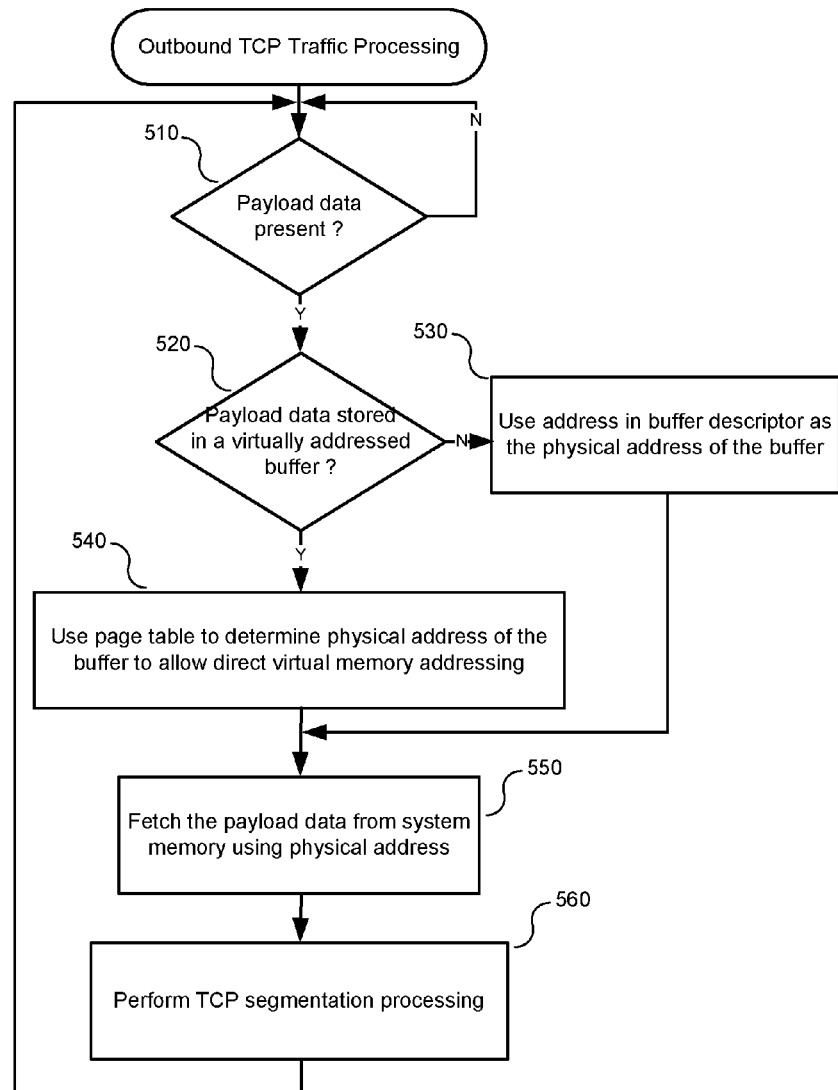 Outbound TCP Traffic Processing
N
510
Payload data
present ?
Y
520
Payload data stored
in a virtually addressed
buffer ?
N
530
Use address in buffer descriptor as
the physical address of the buffer
Y
540
Use page table to determine physical address of the
buffer to allow direct virtual memory addressing
550
Fetch the payload data from system
memory using physical address
560
Perform TCP segmentation processing